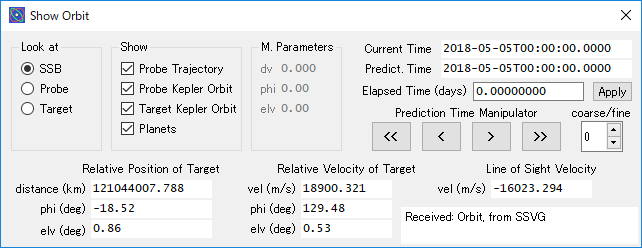 Show Orbit
Look at
SSB
Probe
Target
Show
Probe Trajectory
Probe Kepler Orbit
Target Kepler Orbit
Planets
M. Parameters
dv 0.000
phi 0.00
elv 0.00
Current Time 2018-05-05T00:00:00.0000
Predict. Time 2018-05-05T00:00:00.0000
Elapsed Time (days) 0.00000000 Apply
Prediction Time Manipulator coarse/fine
<< < > >> 0
Relative Position of Target
distance (km) 121044007.788
phi (deg) -18.52
elv (deg) 0.86
Relative Velocity of Target
vel (m/s) 18900.321
phi (deg) 129.48
elv (deg) 0.53
Line of Sight Velocity
vel (m/s) -16023.294
Received: Orbit, from SSVG